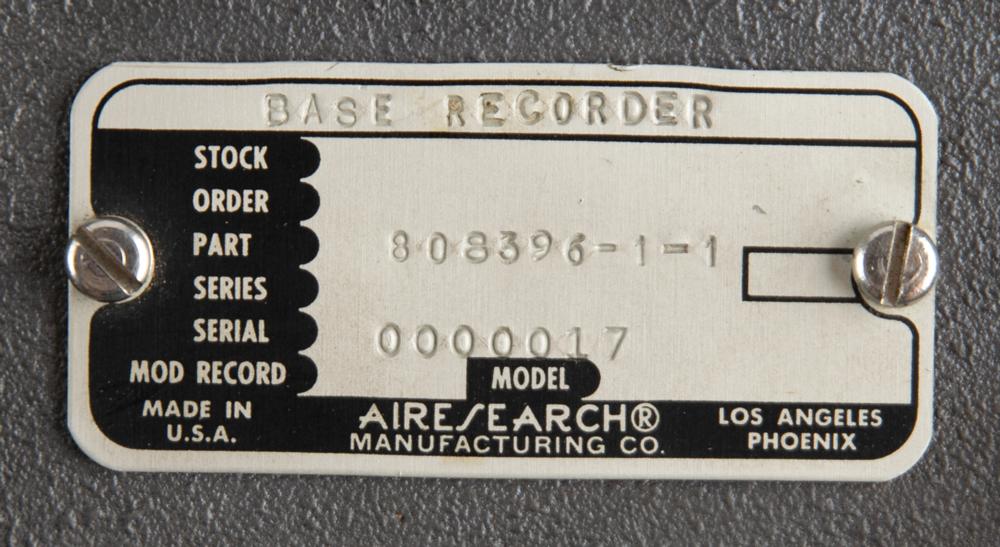 BASE RECORDER
STOCK
ORDER
PART 808396-1-1
SERIES
SERIAL 0000017
MOD RECORD MODEL
MADE IN
U.S.A.
AIRESEARCH®
MANUFACTURING CO.
LOS ANGELES
PHOENIX